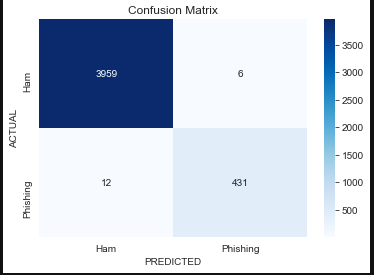 Confusion Matrix
3959
6
12
431
Ham
Phishing
ACTUAL
Ham
Phishing
PREDICTED
3500
3000
2500
2000
1500
1000
500